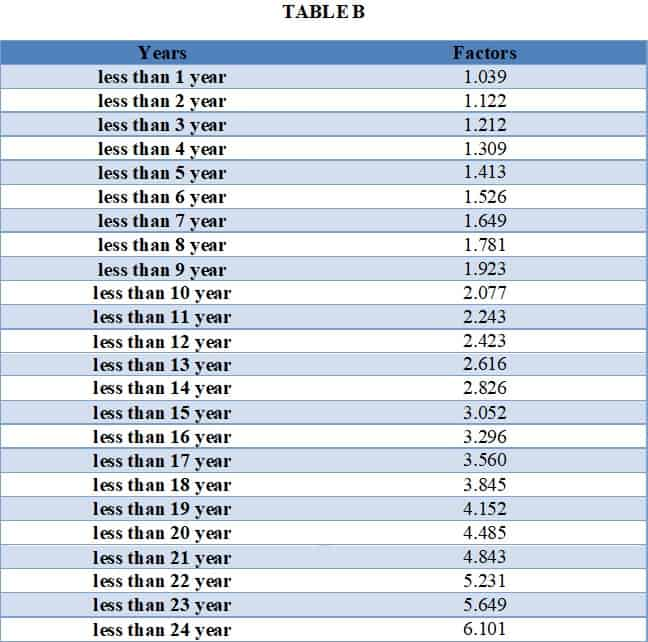 TABLE B
Years Factors
less than 1 year 1.039
less than 2 year 1.122
less than 3 year 1.212
less than 4 year 1.309
less than 5 year 1.413
less than 6 year 1.526
less than 7 year 1.649
less than 8 year 1.781
less than 9 year 1.923
less than 10 year 2.077
less than 11 year 2.243
less than 12 year 2.423
less than 13 year 2.616
less than 14 year 2.826
less than 15 year 3.052
less than 16 year 3.296
less than 17 year 3.560
less than 18 year 3.845
less than 19 year 4.152
less than 20 year 4.485
less than 21 year 4.843
less than 22 year 5.231
less than 23 year 5.649
less than 24 year 6.101